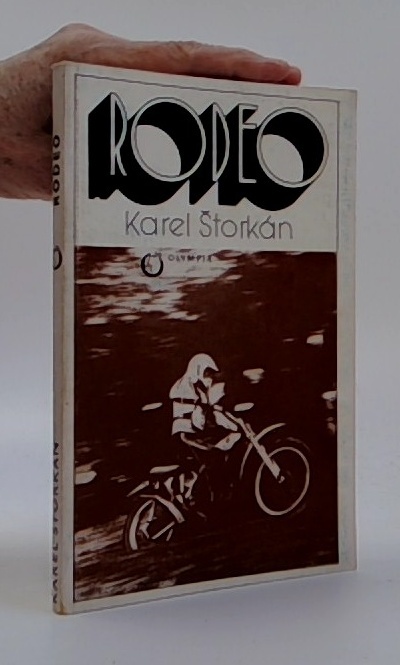 RODEO
Karel Štorkán
OLYMPIA
RODEO
KAREL ŠTORKÁN